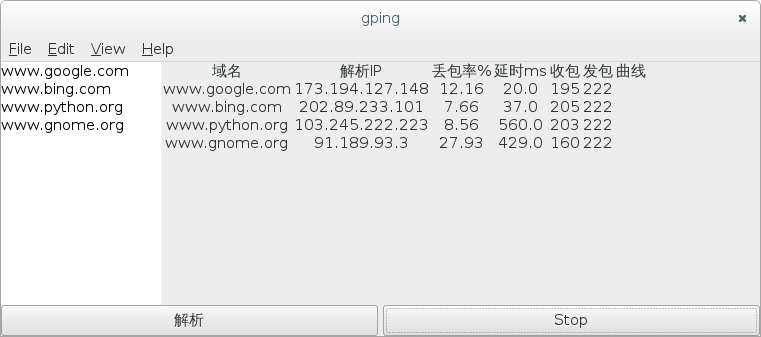 gping
File Edit View Help
www.google.com
www.bing.com
www.python.org
www.gnome.org
域名 解析IP 丢包率% 延时ms 收包 发包 曲线
www.google.com 173.194.127.148 12.16 20.0 195 222
www.bing.com 202.89.233.101 7.66 37.0 205 222
www.python.org 103.245.222.223 8.56 560.0 203 222
www.gnome.org 91.189.93.3 27.93 429.0 160 222
解析 Stop